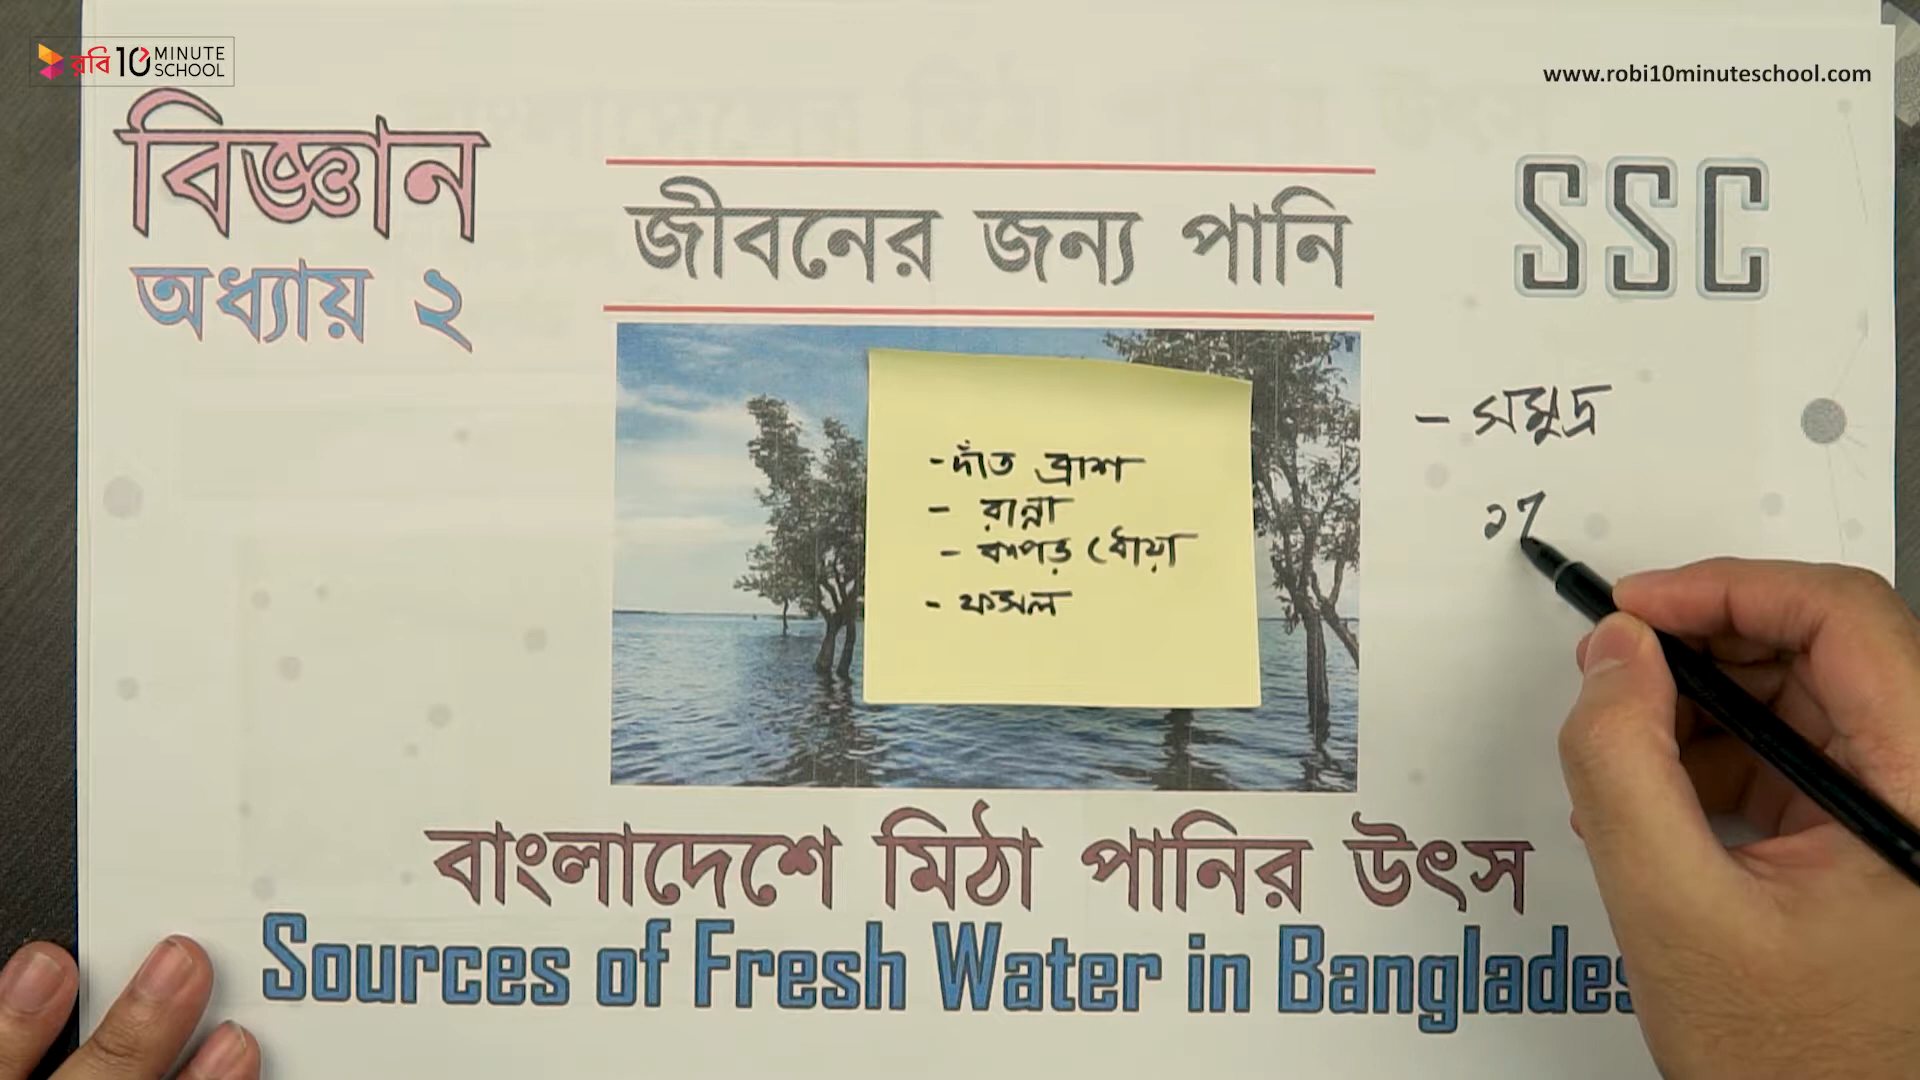 রবি 10 MINUTE SCHOOL
www.robi10minuteschool.com
বিজ্ঞান
অধ্যায় ২
জীবনের জন্য পানি
SSC
- দাঁত ব্রাশ
- রান্না
- কাপড় ধোয়া
- ফসল
- সমুদ্র
বাংলাদেশে মিঠা পানির উৎস
Sources of Fresh Water in Banglades